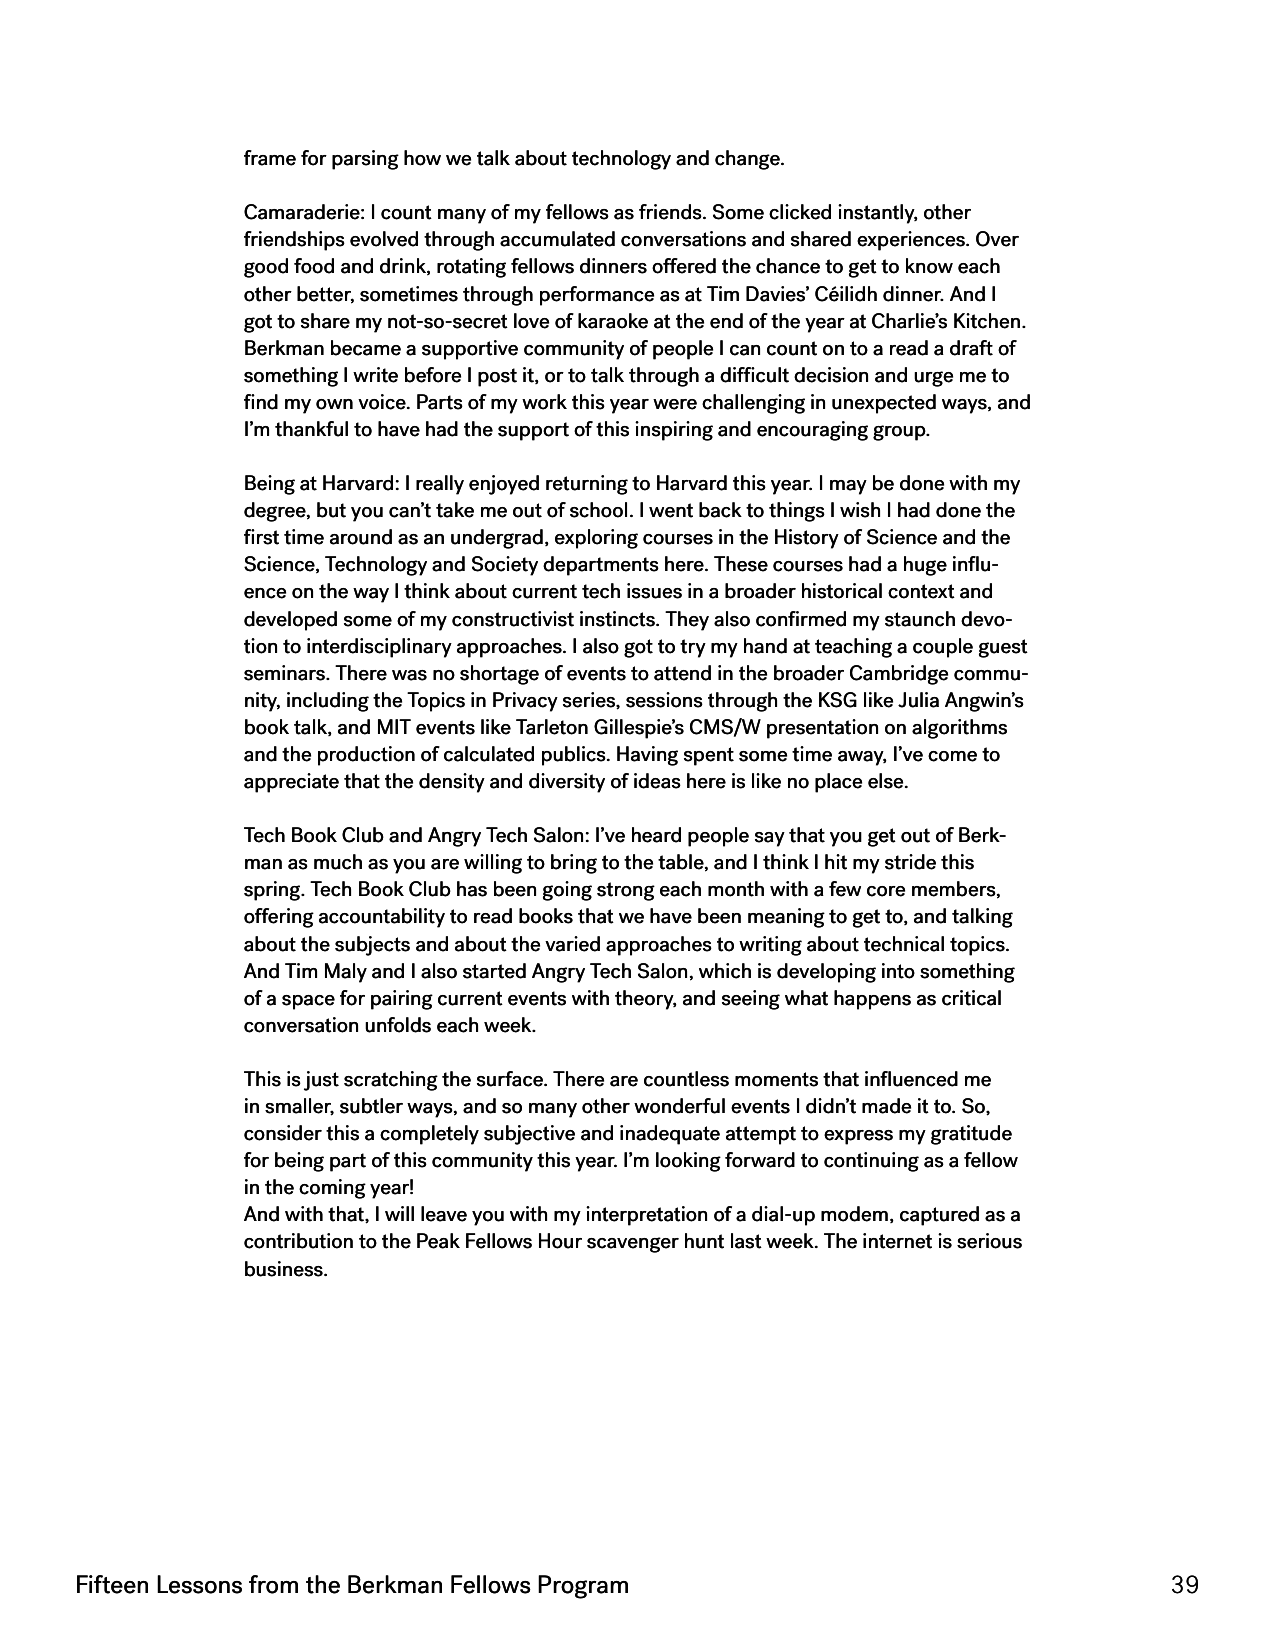 frame for parsing how we talk about technology and change.
Camaraderie: I count many of my fellows as friends. Some clicked instantly, other
friendships evolved through accumulated conversations and shared experiences. Over
good food and drink, rotating fellows dinners offered the chance to get to know each
other better, sometimes through performance as at Tim Davies’ Céilidh dinner. And I
got to share my not-so-secret love of karaoke at the end of the year at Charlie’s Kitchen.
Berkman became a supportive community of people I can count on to a read a draft of
something I write before I post it, or to talk through a difficult decision and urge me to
find my own voice. Parts of my work this year were challenging in unexpected ways, and
I’m thankful to have had the support of this inspiring and encouraging group.
Being at Harvard: I really enjoyed returning to Harvard this year. I may be done with my
degree, but you can’t take me out of school. I went back to things I wish I had done the
first time around as an undergrad, exploring courses in the History of Science and the
Science, Technology and Society departments here. These courses had a huge influ-
ence on the way I think about current tech issues in a broader historical context and
developed some of my constructivist instincts. They also confirmed my staunch devo-
tion to interdisciplinary approaches. I also got to try my hand at teaching a couple guest
seminars. There was no shortage of events to attend in the broader Cambridge commu-
nity, including the Topics in Privacy series, sessions through the KSG like Julia Angwin’s
book talk, and MIT events like Tarleton Gillespie’s CMS/W presentation on algorithms
and the production of calculated publics. Having spent some time away, I’ve come to
appreciate that the density and diversity of ideas here is like no place else.
Tech Book Club and Angry Tech Salon: I’ve heard people say that you get out of Berk-
man as much as you are willing to bring to the table, and I think I hit my stride this
spring. Tech Book Club has been going strong each month with a few core members,
offering accountability to read books that we have been meaning to get to, and talking
about the subjects and about the varied approaches to writing about technical topics.
And Tim Maly and I also started Angry Tech Salon, which is developing into something
of a space for pairing current events with theory, and seeing what happens as critical
conversation unfolds each week.
This is just scratching the surface. There are countless moments that influenced me
in smaller, subtler ways, and so many other wonderful events I didn’t made it to. So,
consider this a completely subjective and inadequate attempt to express my gratitude
for being part of this community this year. I’m looking forward to continuing as a fellow
in the coming year!
And with that, I will leave you with my interpretation of a dial-up modem, captured as a
contribution to the Peak Fellows Hour scavenger hunt last week. The internet is serious
business.
Fifteen Lessons from the Berkman Fellows Program
39